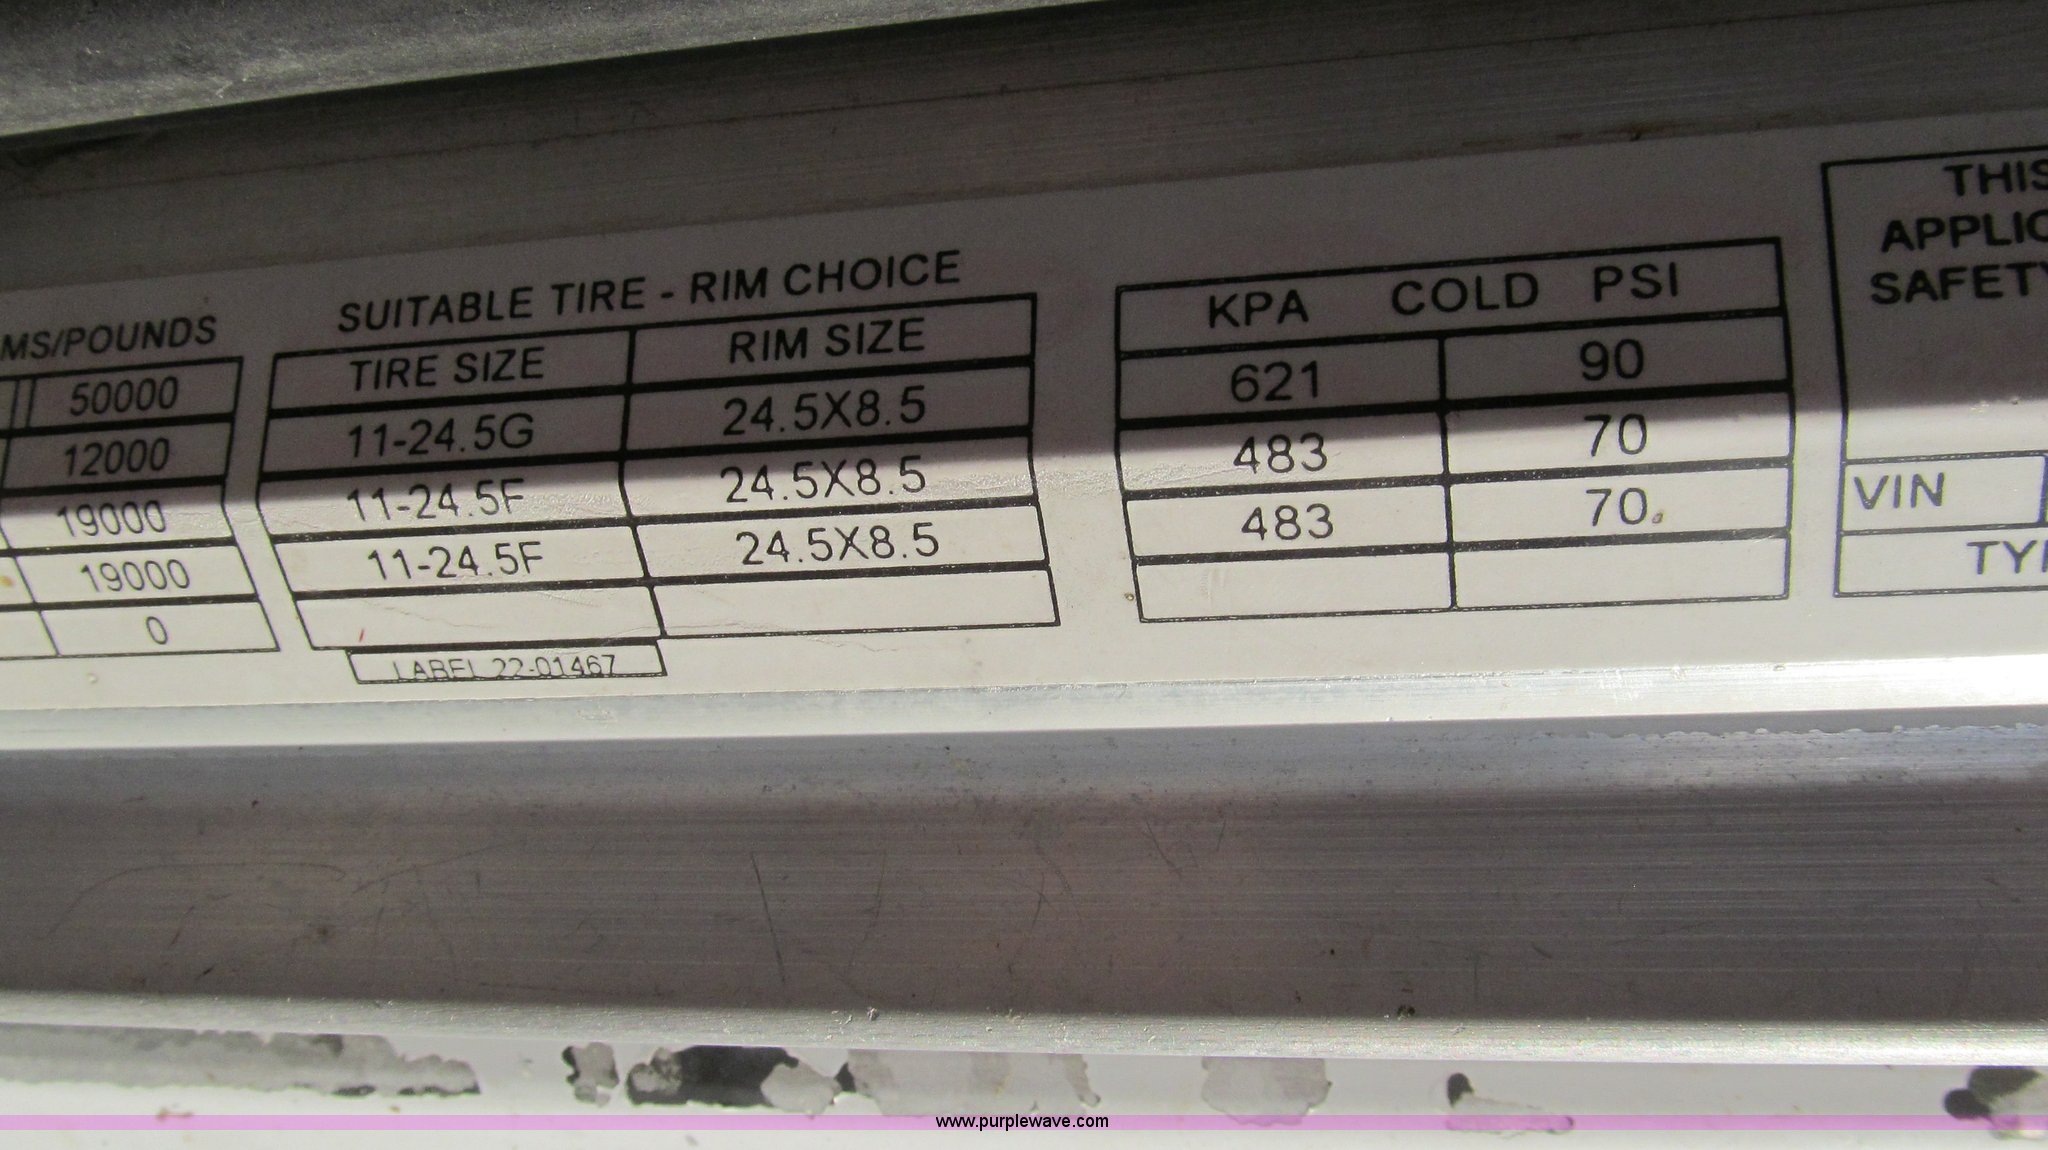 MS/POUNDS
50000
12000
19000
19000
0
SUITABLE TIRE - RIM CHOICE
TIRE SIZE RIM SIZE
11-24.5G 24.5X8.5
11-24.5F 24.5X8.5
11-24.5F 24.5X8.5
LABEL 22-01467
KPA COLD PSI
621 90
483 70
483 70
THIS
APPLIC
SAFETY
VIN
TYP
www.purplewave.com